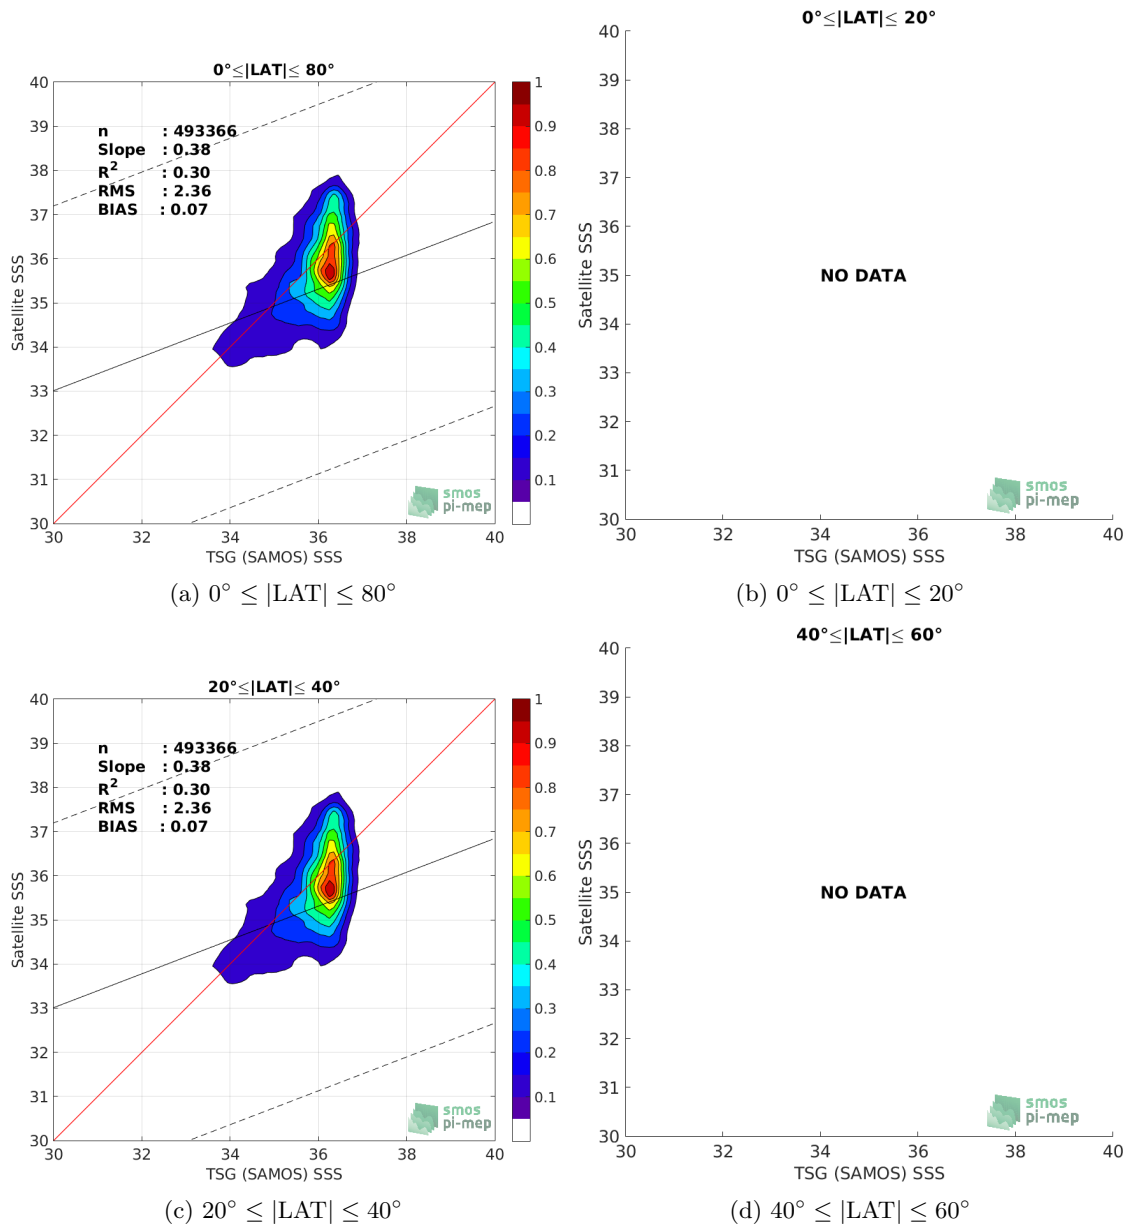 0°≤|LAT|≤ 80°
40
39
38
37
36
35
34
33
32
31
30
Satellite SSS
n : 493366
Slope : 0.38
R² : 0.30
RMS : 2.36
BIAS : 0.07
smos
pi-mep
30 32 34 36 38 40
TSG (SAMOS) SSS
1
0.9
0.8
0.7
0.6
0.5
0.4
0.3
0.2
0.1
(a) 0° ≤ |LAT| ≤ 80°
0°≤|LAT|≤ 20°
40
39
38
37
36
35
34
33
32
31
30
Satellite SSS
NO DATA
smos
pi-mep
30 32 34 36 38 40
TSG (SAMOS) SSS
(b) 0° ≤ |LAT| ≤ 20°
20°≤|LAT|≤ 40°
40
39
38
37
36
35
34
33
32
31
30
Satellite SSS
n : 493366
Slope : 0.38
R² : 0.30
RMS : 2.36
BIAS : 0.07
smos
pi-mep
30 32 34 36 38 40
TSG (SAMOS) SSS
1
0.9
0.8
0.7
0.6
0.5
0.4
0.3
0.2
0.1
(c) 20° ≤ |LAT| ≤ 40°
40°≤|LAT|≤ 60°
40
39
38
37
36
35
34
33
32
31
30
Satellite SSS
NO DATA
smos
pi-mep
30 32 34 36 38 40
TSG (SAMOS) SSS
(d) 40° ≤ |LAT| ≤ 60°